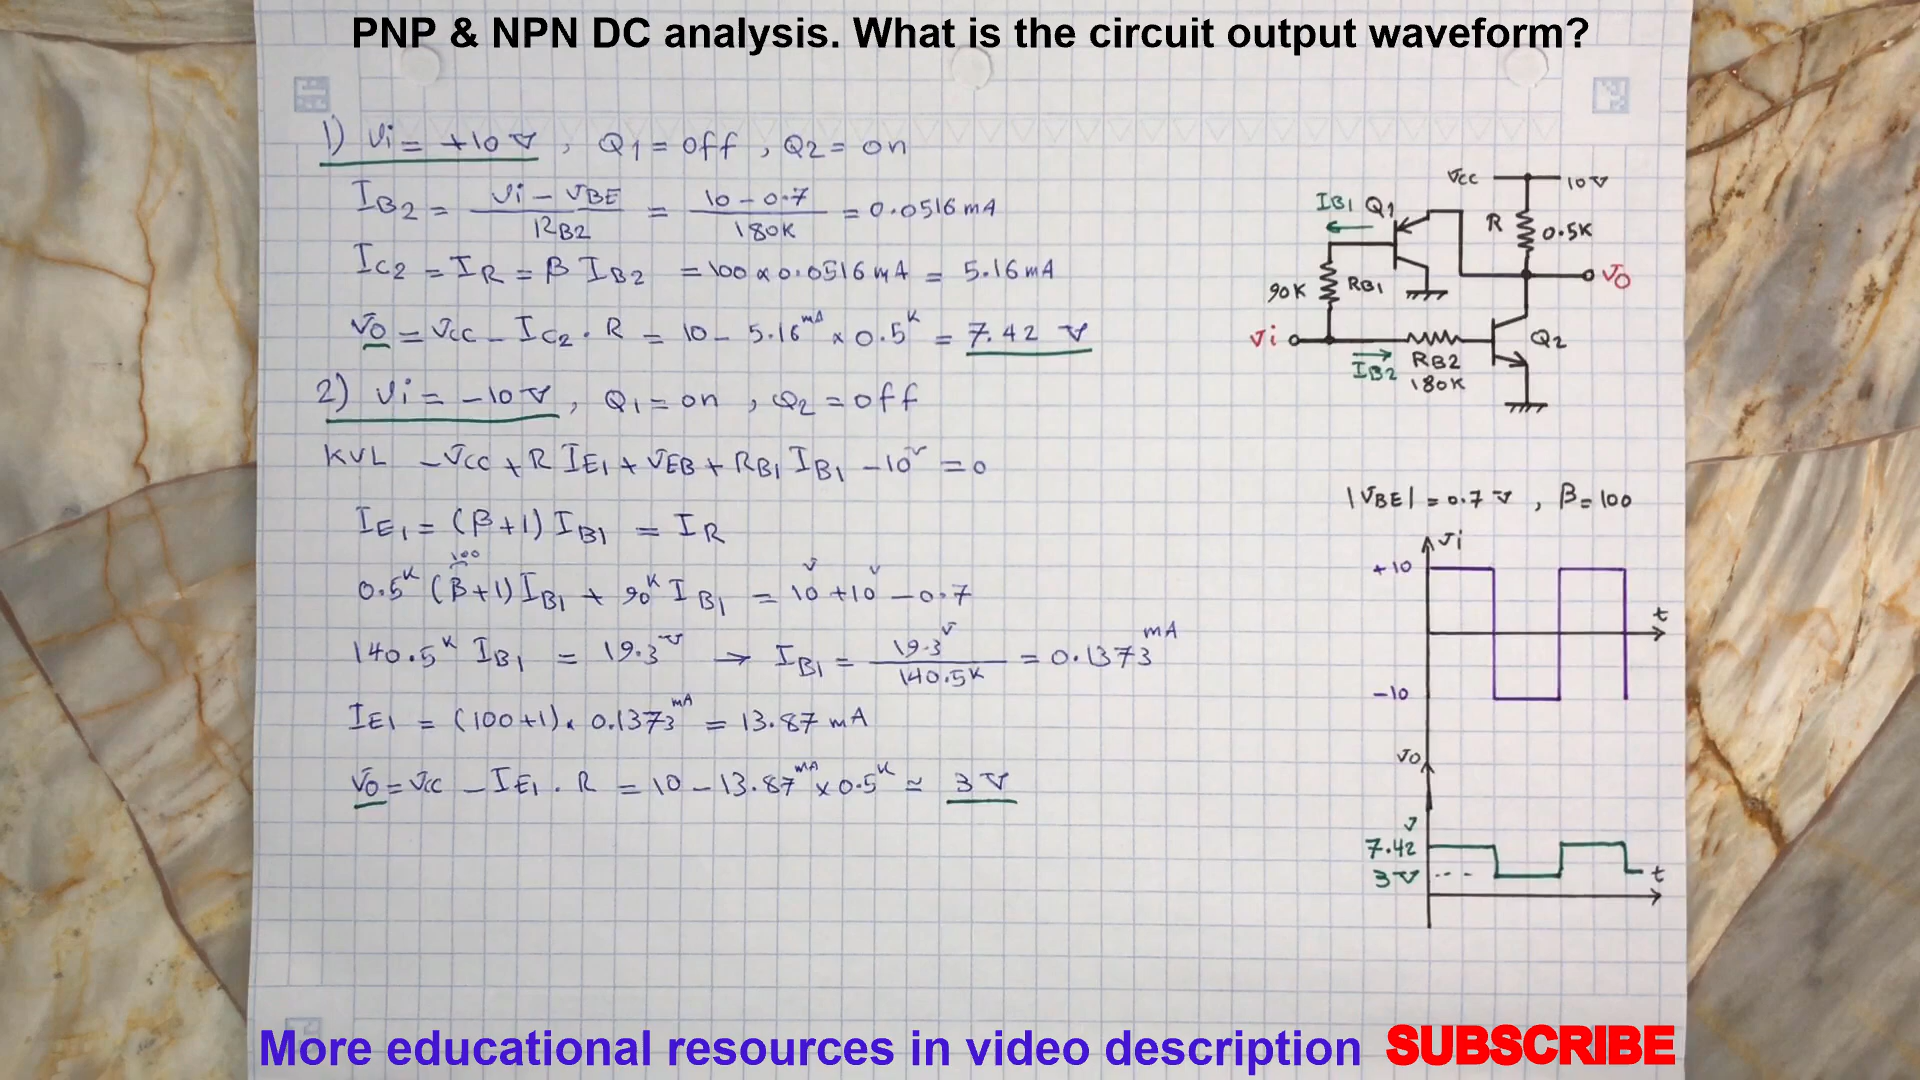 PNP & NPN DC analysis. What is the circuit output waveform?
1) Vi = +10 V , Q1 = off , Q2 = on
IB2 = (Vi - VBE) / RB2 = (10 - 0.7) / 180K = 0.0516 mA
IC2 = IR = β IB2 = 100 x 0.0516 mA = 5.16 mA
Vo = Vcc - IC2 . R = 10 - 5.16 mA x 0.5 K = 7.42 V
2) Vi = -10 V , Q1 = on , Q2 = off
KVL -Vcc + R IE1 + VEB + RB1 IB1 - 10 V = 0
IE1 = (β+1) IB1 = IR
100
0.5 K (β+1) IB1 + 90 K IB1 = 10 V + 10 V - 0.7
140.5 K IB1 = 19.3 V → IB1 = 19.3 V / 140.5K = 0.1373 mA
IE1 = (100+1) x 0.1373 mA = 13.87 mA
Vo = Vcc - IE1 . R = 10 - 13.87 mA x 0.5 K ≃ 3 V
Vcc 10 V
IB1 Q1
R 0.5K
Vo
90K RB1
Vi
IB2
RB2
180K
Q2
|VBE| = 0.7 V , β = 100
Vi
+10
t
-10
Vo
V
7.42
3 V
t
More educational resources in video description SUBSCRIBE